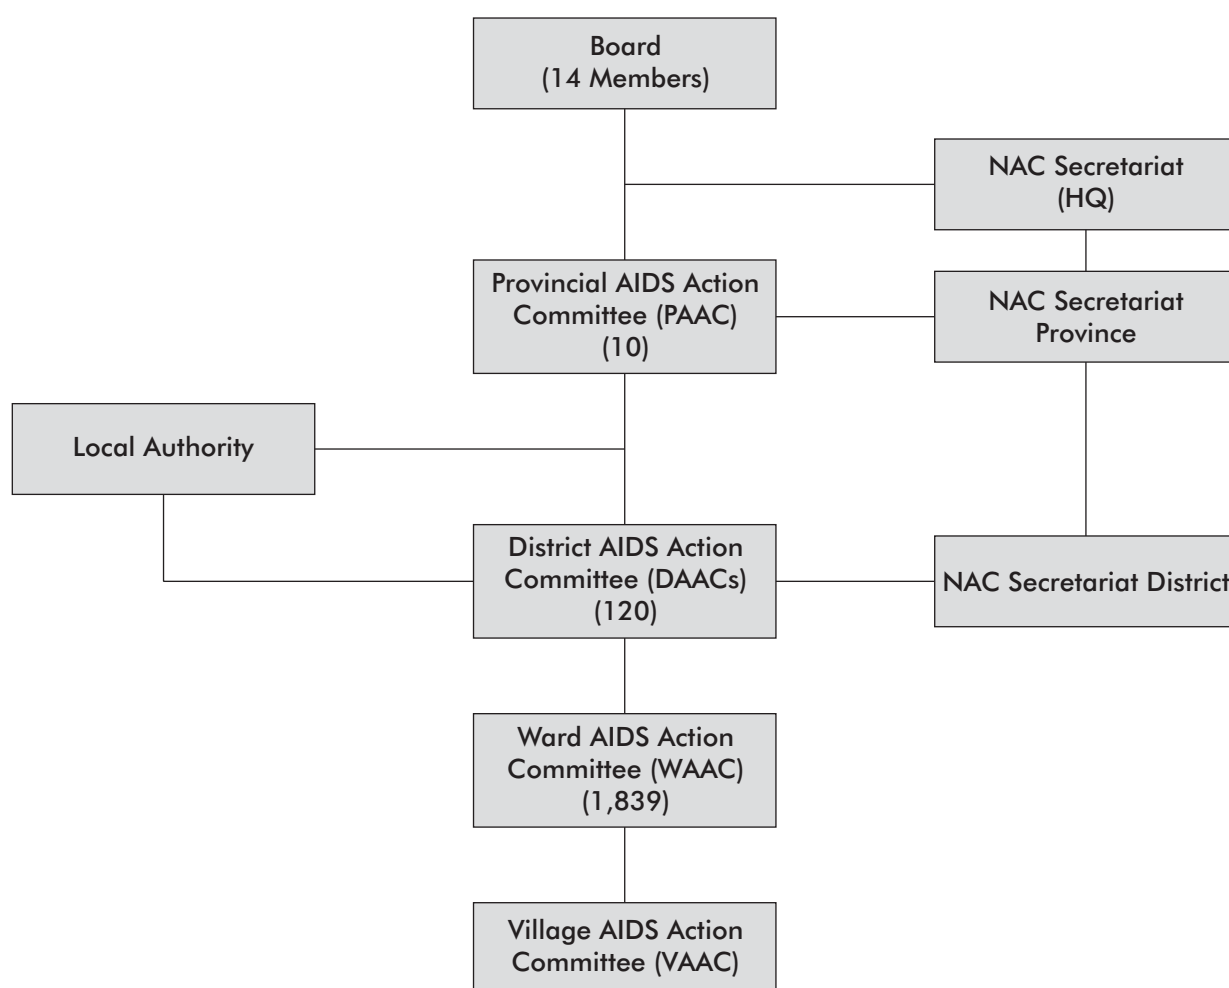 Board
(14 Members)
NAC Secretariat
(HQ)
Provincial AIDS Action
Committee (PAAC)
(10)
NAC Secretariat
Province
Local Authority
District AIDS Action
Committee (DAACs)
(120)
NAC Secretariat District
Ward AIDS Action
Committee (WAAC)
(1,839)
Village AIDS Action
Committee (VAAC)